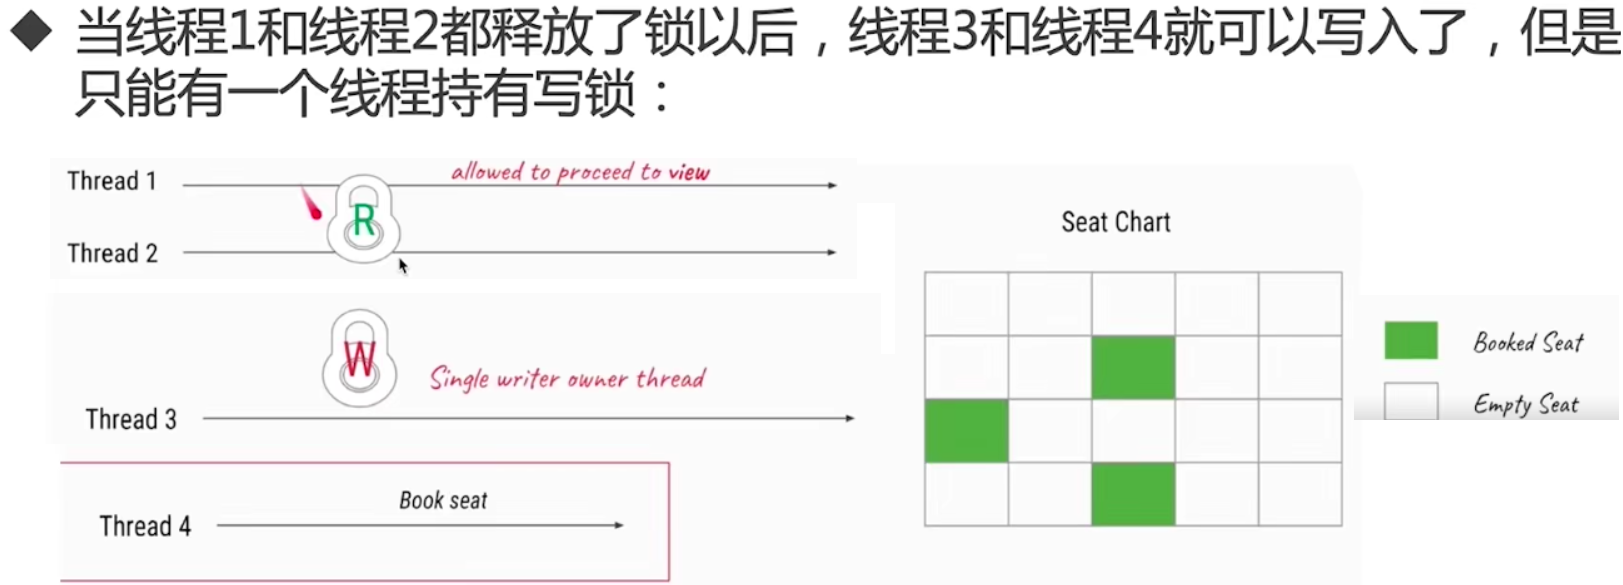 当线程1和线程2都释放了锁以后，线程3和线程4就可以写入了，但是
只能有一个线程持有写锁：
Thread 1
allowed to proceed to view
R
Thread 2
W
Single writer owner thread
Thread 3
Book seat
Thread 4
Seat Chart
Booked Seat
Empty Seat